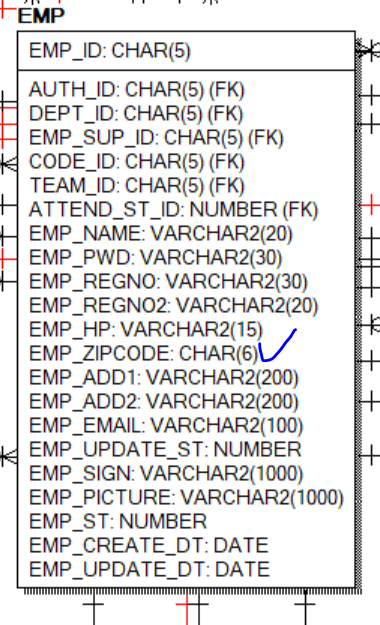 EMP
EMP_ID: CHAR(5)
AUTH_ID: CHAR(5) (FK)
DEPT_ID: CHAR(5) (FK)
EMP_SUP_ID: CHAR(5) (FK)
CODE_ID: CHAR(5) (FK)
TEAM_ID: CHAR(5) (FK)
ATTEND_ST_ID: NUMBER (FK)
EMP_NAME: VARCHAR2(20)
EMP_PWD: VARCHAR2(30)
EMP_REGNO: VARCHAR2(30)
EMP_REGNO2: VARCHAR2(20)
EMP_HP: VARCHAR2(15)
EMP_ZIPCODE: CHAR(6)
EMP_ADD1: VARCHAR2(200)
EMP_ADD2: VARCHAR2(200)
EMP_EMAIL: VARCHAR2(100)
EMP_UPDATE_ST: NUMBER
EMP_SIGN: VARCHAR2(1000)
EMP_PICTURE: VARCHAR2(1000)
EMP_ST: NUMBER
EMP_CREATE_DT: DATE
EMP_UPDATE_DT: DATE